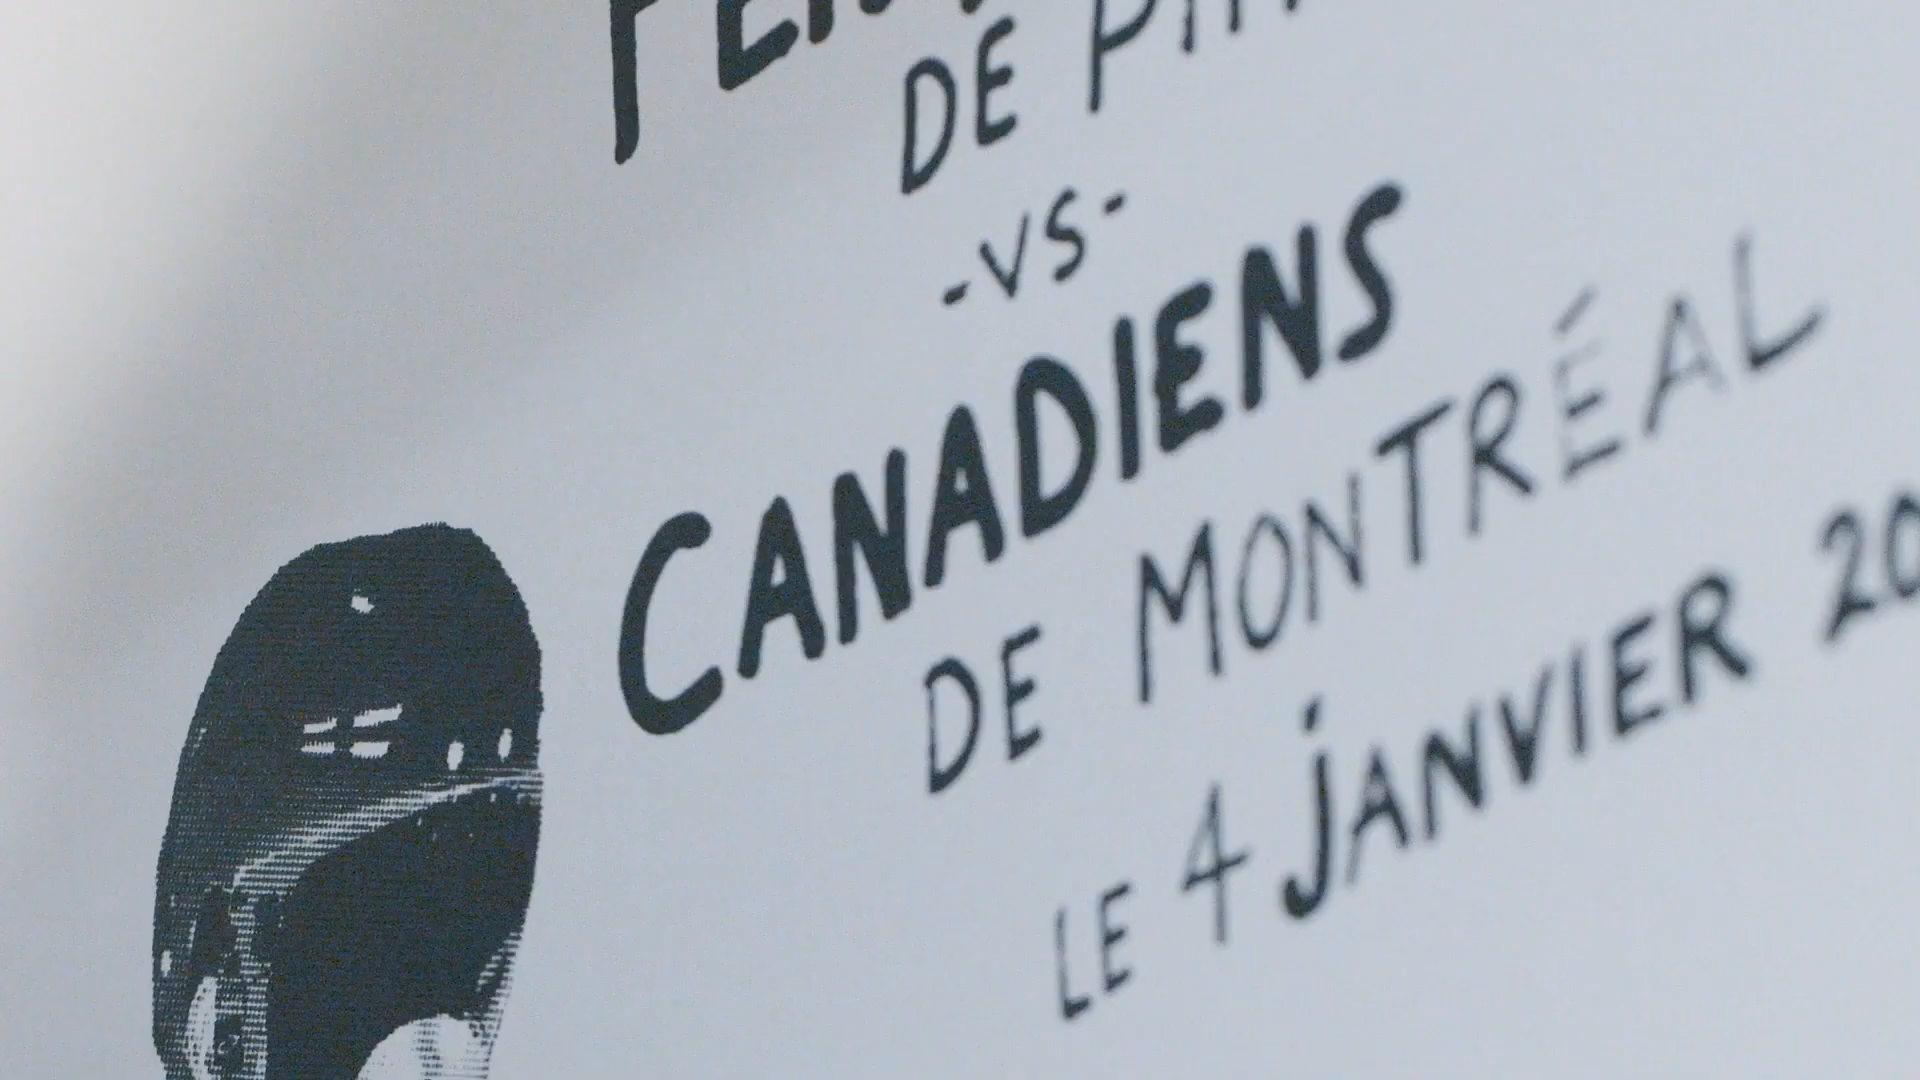 DE
-VS-
CANADIENS
DE MONTRÉAL
LE 4 JANVIER